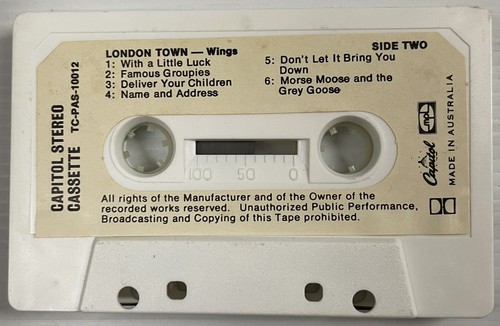 LONDON TOWN — Wings
SIDE TWO
1: With a Little Luck
2: Famous Groupies
3: Deliver Your Children
4: Name and Address
5: Don't Let It Bring You
Down
6: Morse Moose and the
Grey Goose
CAPITOL STEREO
CASSETTE TC-PAS-10012
100 50 0
mpl
Capitol
MADE IN AUSTRALIA
All rights of the Manufacturer and of the Owner of the
recorded works reserved. Unauthorized Public Performance,
Broadcasting and Copying of this Tape prohibited.